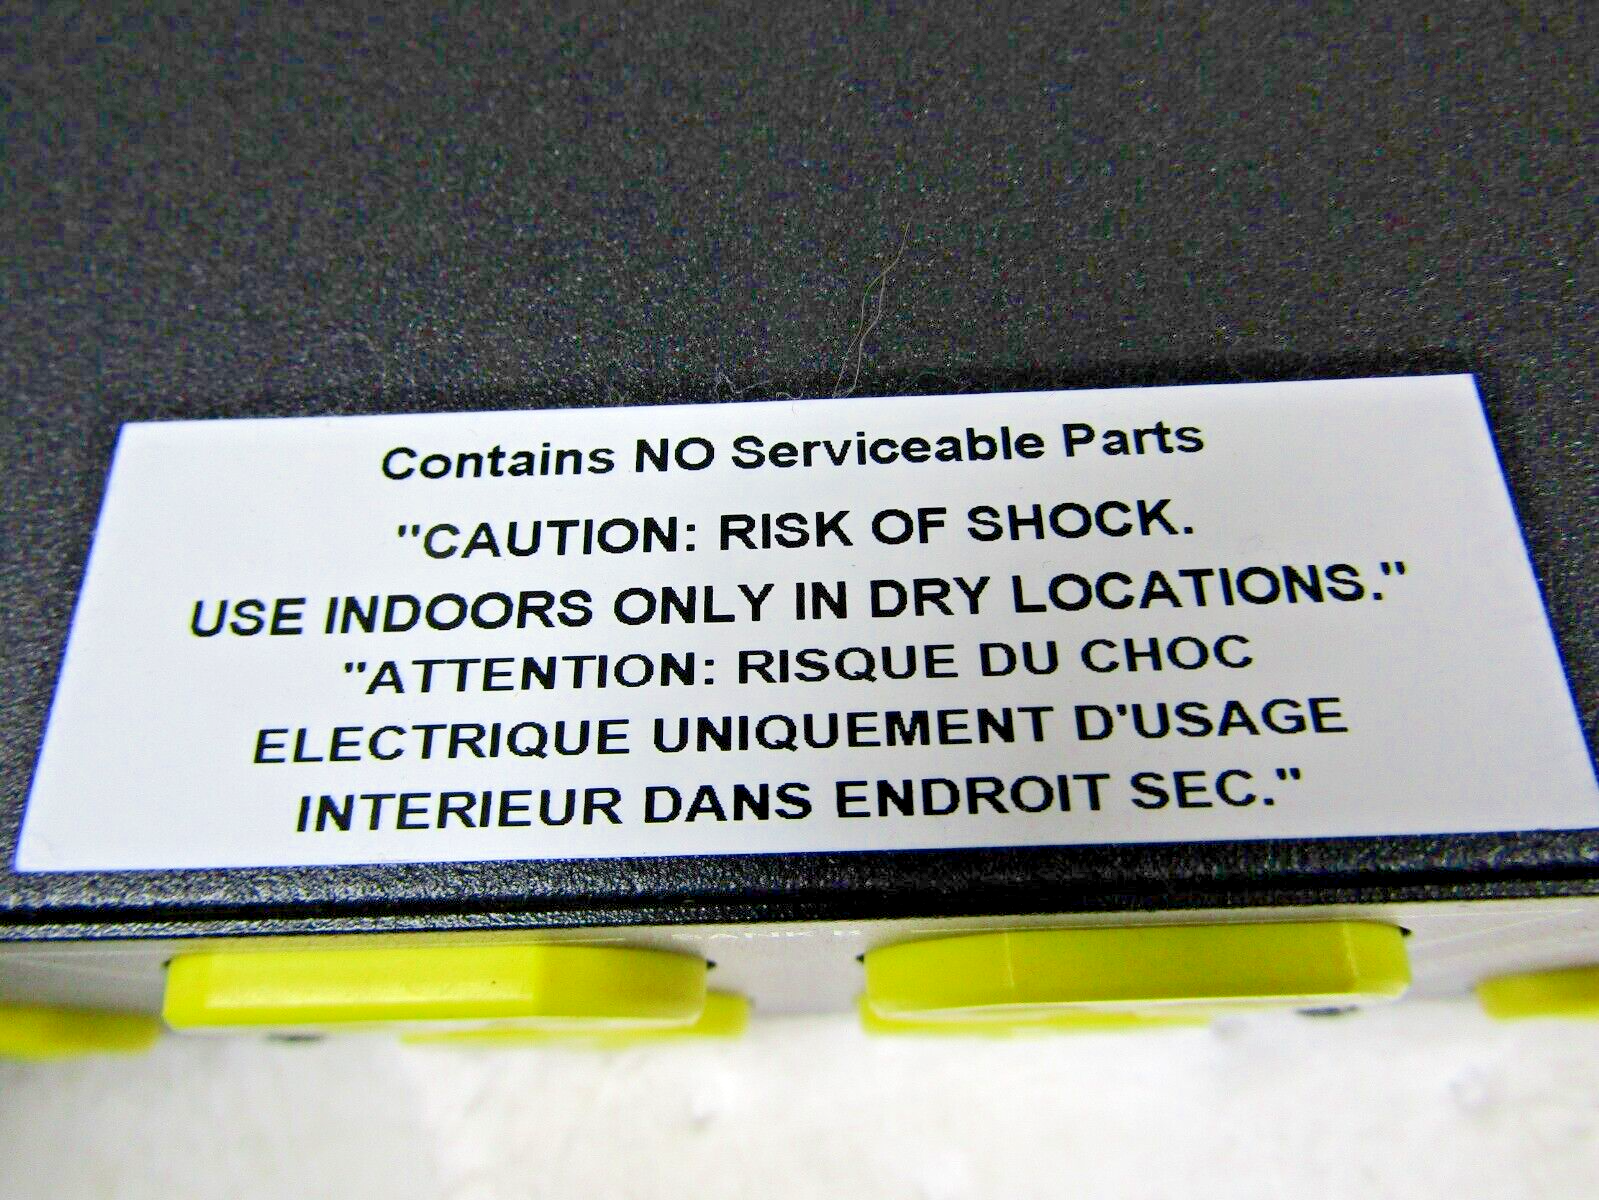 Contains NO Serviceable Parts
"CAUTION: RISK OF SHOCK.
USE INDOORS ONLY IN DRY LOCATIONS."
"ATTENTION: RISQUE DU CHOC
ELECTRIQUE UNIQUEMENT D'USAGE
INTERIEUR DANS ENDROIT SEC."